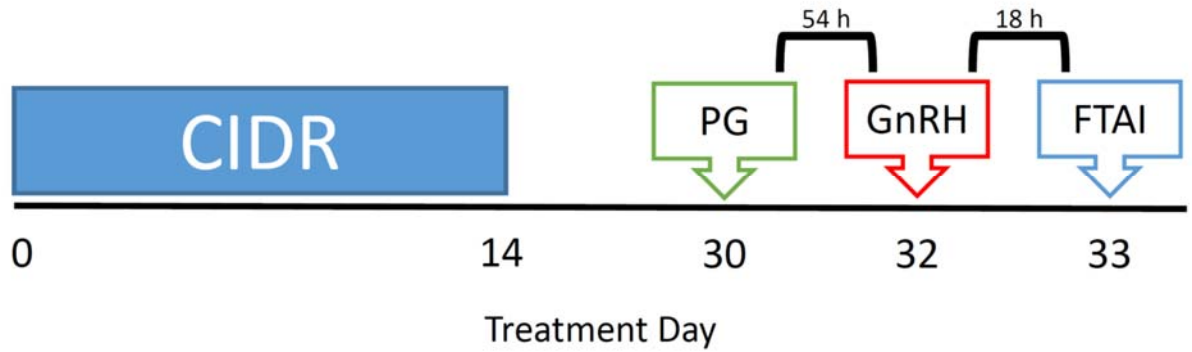 54 h 18 h
CIDR PG GnRH FTAI
0 14 30 32 33
Treatment Day